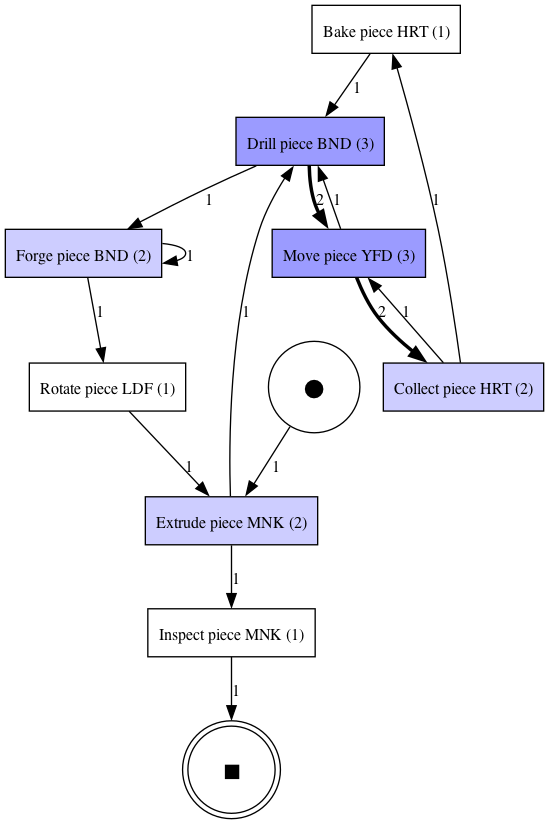 Bake piece HRT (1)
1
Drill piece BND (3)
1
2
1
1
Forge piece BND (2)
1
Move piece YFD (3)
1
1
2
1
Rotate piece LDF (1)
Collect piece HRT (2)
1
1
Extrude piece MNK (2)
1
Inspect piece MNK (1)
1